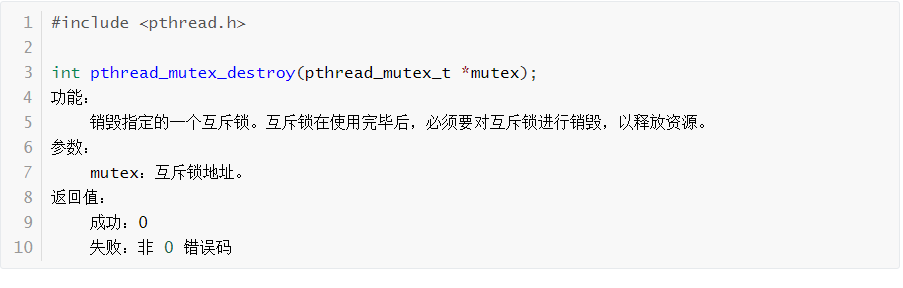 1 #include <pthread.h>
2
3 int pthread_mutex_destroy(pthread_mutex_t *mutex);
4 功能：
5     销毁指定的一个互斥锁。互斥锁在使用完毕后，必须要对互斥锁进行销毁，以释放资源。
6 参数：
7     mutex：互斥锁地址。
8 返回值：
9     成功：0
10     失败：非 0 错误码